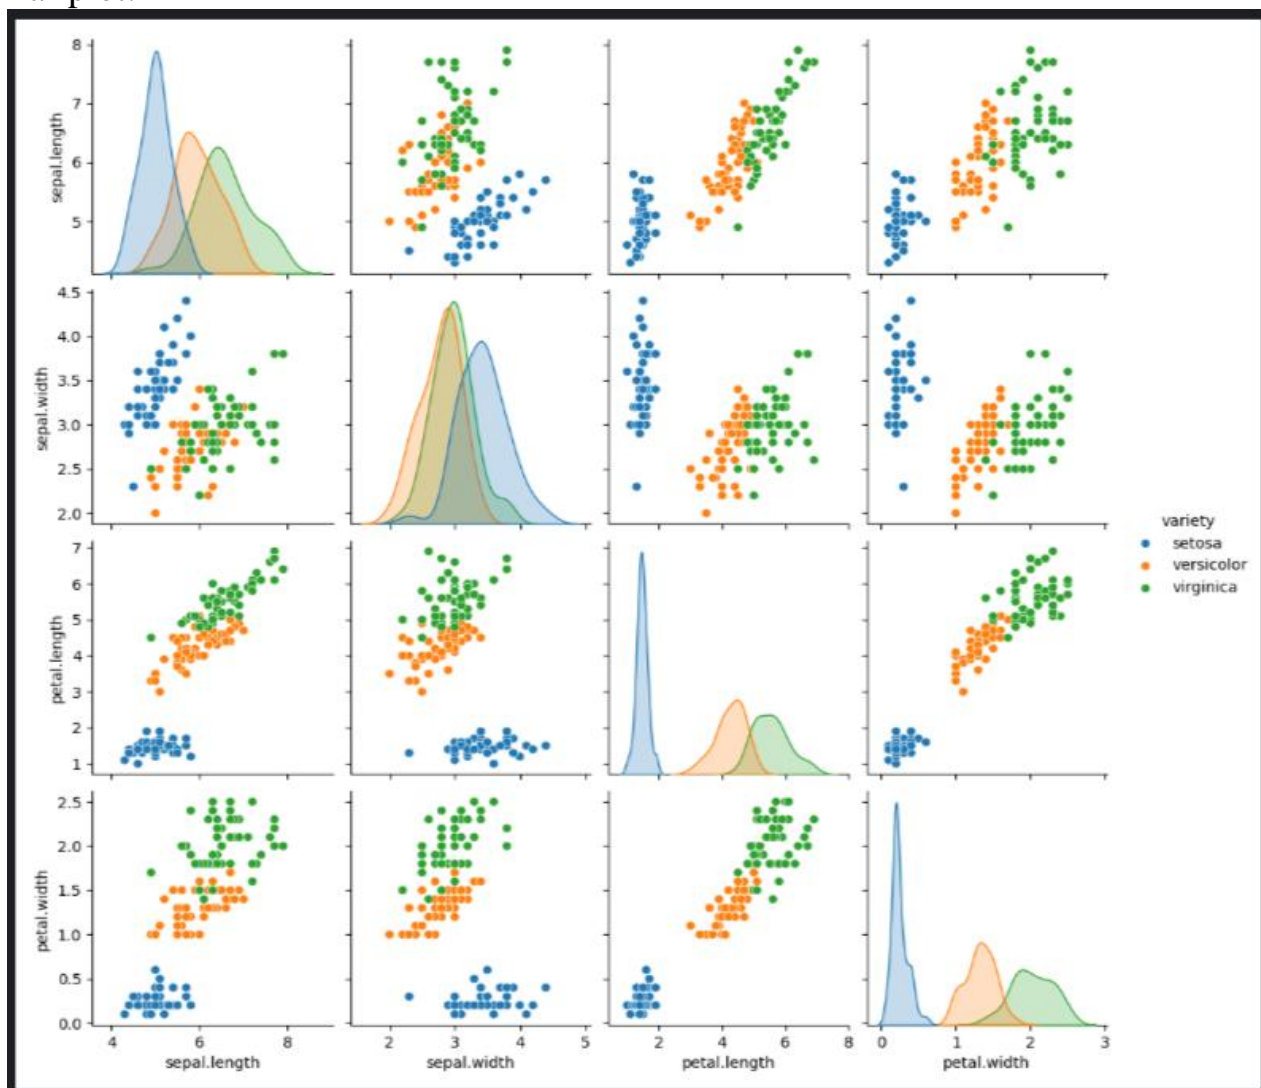 8
7
6
5
sepal.length
4.5
4.0
3.5
3.0
2.5
2.0
sepal.width
7
6
5
4
3
2
1
petal.length
2.5
2.0
1.5
1.0
0.5
0.0
petal.width
4 6 8
sepal.length
2 3 4 5
sepal.width
2 4 6 8
petal.length
0 1 2 3
petal.width
variety
setosa
versicolor
virginica